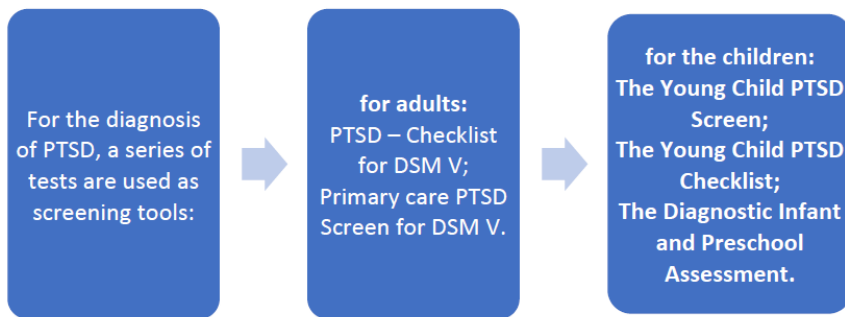 For the diagnosis
of PTSD, a series of
tests are used as
screening tools:
for adults:
PTSD – Checklist
for DSM V;
Primary care PTSD
Screen for DSM V.
for the children:
The Young Child PTSD
Screen;
The Young Child PTSD
Checklist;
The Diagnostic Infant
and Preschool
Assessment.